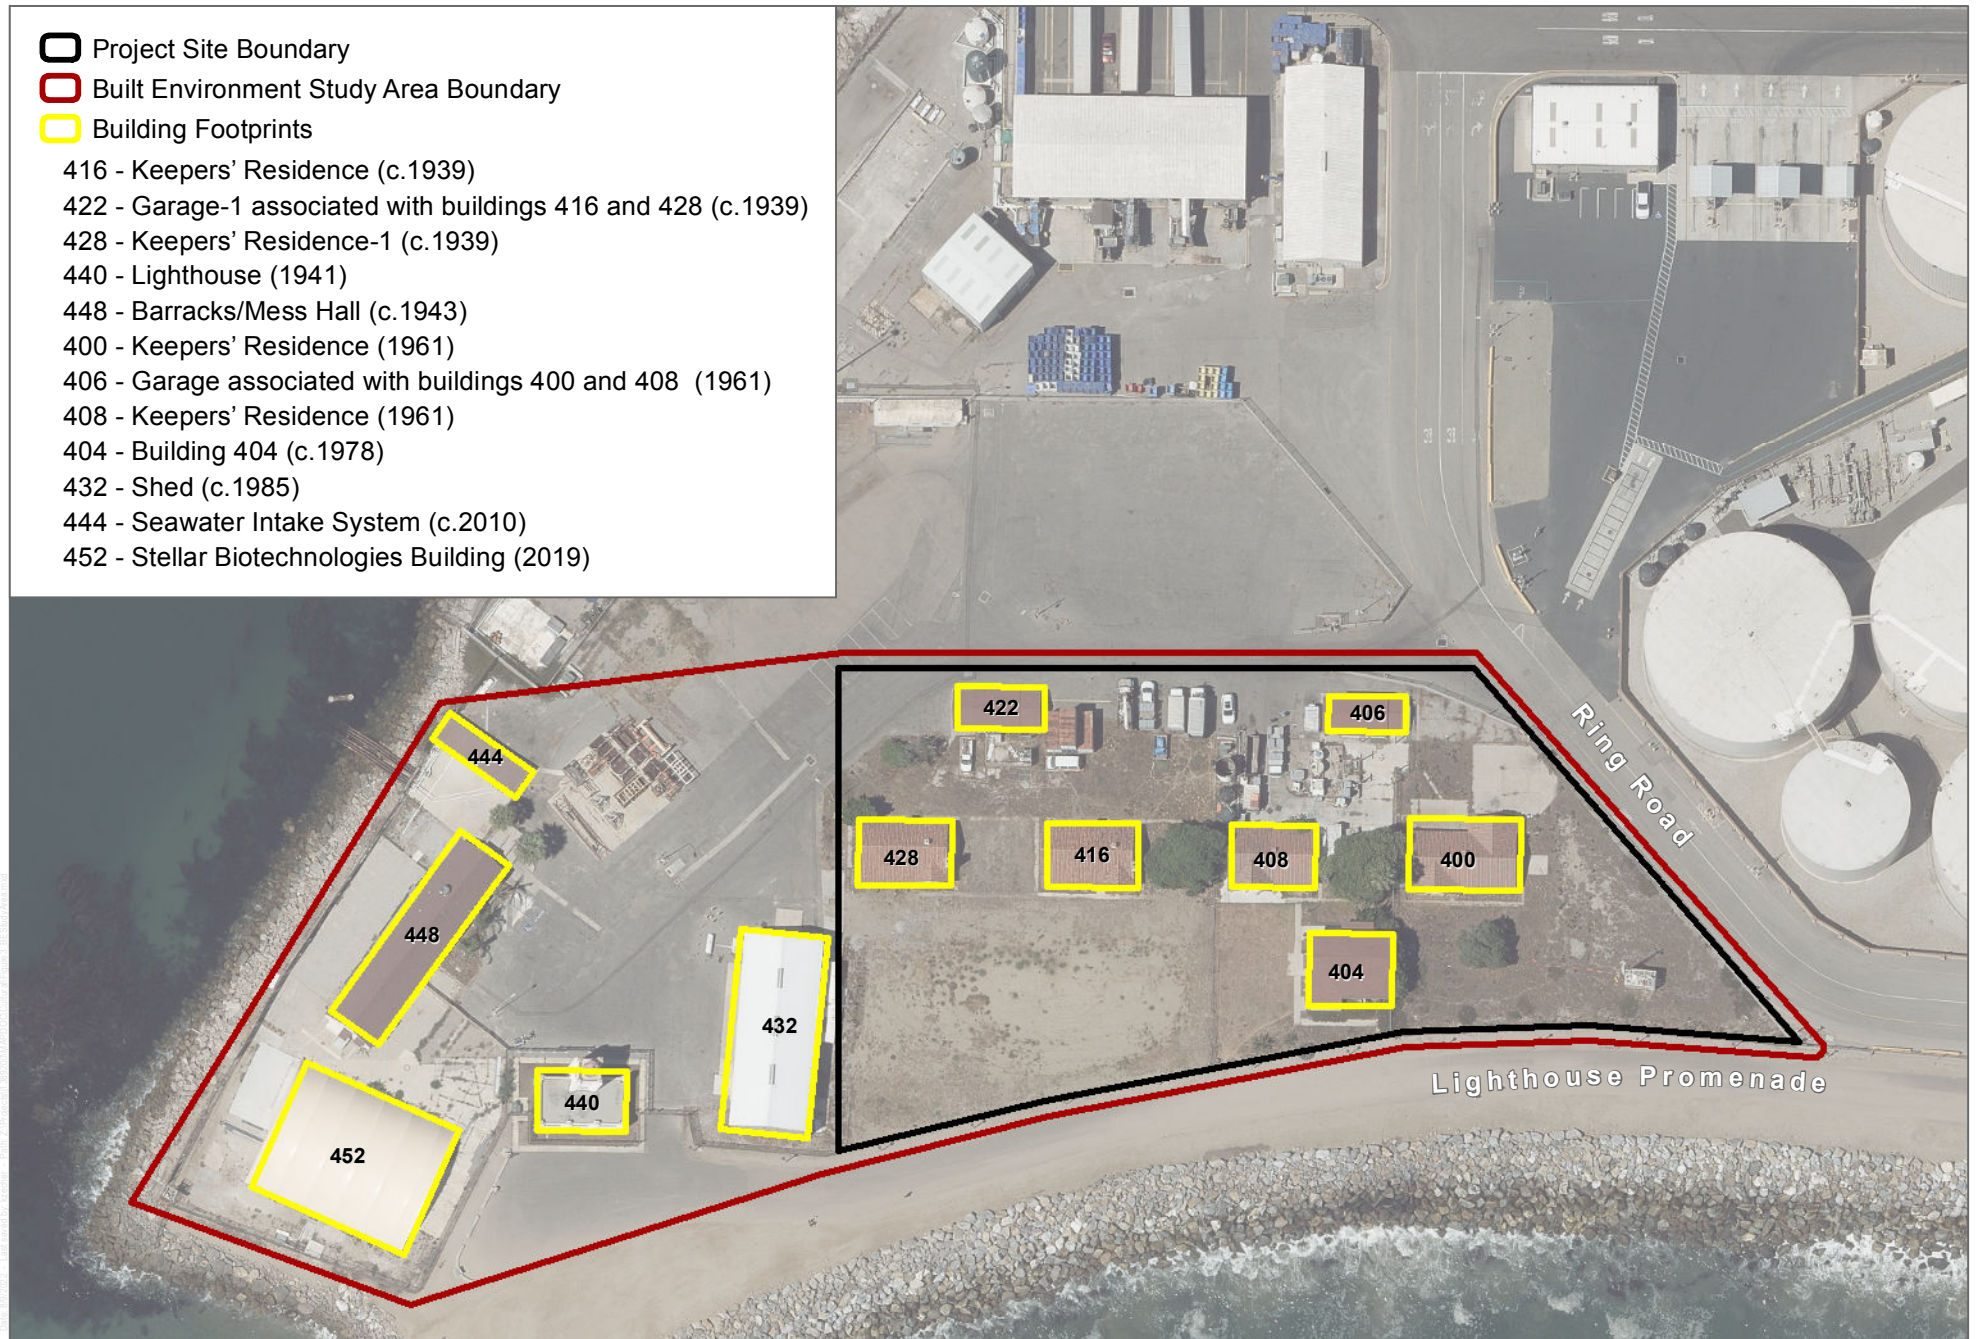 Project Site Boundary
Built Environment Study Area Boundary
Building Footprints
416 - Keepers’ Residence (c.1939)
422 - Garage-1 associated with buildings 416 and 428 (c.1939)
428 - Keepers’ Residence-1 (c.1939)
440 - Lighthouse (1941)
448 - Barracks/Mess Hall (c.1943)
400 - Keepers’ Residence (1961)
406 - Garage associated with buildings 400 and 408 (1961)
408 - Keepers’ Residence (1961)
404 - Building 404 (c.1978)
432 - Shed (c.1985)
444 - Seawater Intake System (c.2010)
452 - Stellar Biotechnologies Building (2019)
422
406
444
Ring Road
428
416
408
400
448
404
432
440
452
Lighthouse Promenade